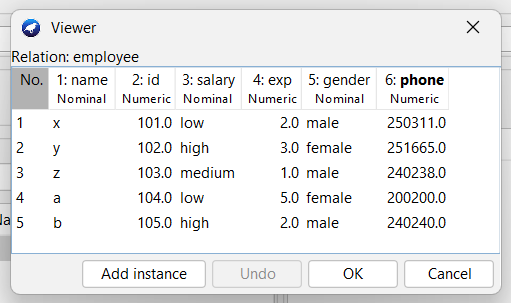 Viewer
Relation: employee
No. 1: name 2: id 3: salary 4: exp 5: gender 6: phone
Nominal Numeric Nominal Numeric Nominal Numeric
1 x 101.0 low 2.0 male 250311.0
2 y 102.0 high 3.0 female 251665.0
3 z 103.0 medium 1.0 male 240238.0
4 a 104.0 low 5.0 female 200200.0
5 b 105.0 high 2.0 male 240240.0
Add instance Undo OK Cancel